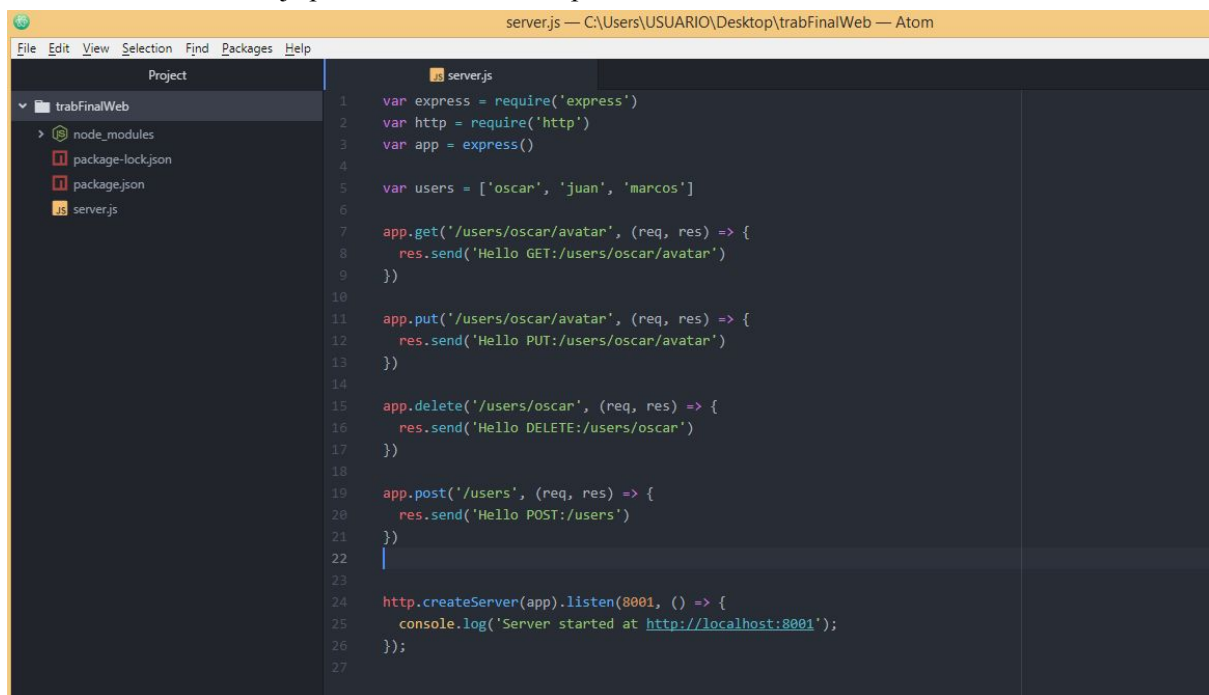 server.js — C:\Users\USUARIO\Desktop\trabFinalWeb — Atom
File Edit View Selection Find Packages Help
Project
trabFinalWeb
node_modules
package-lock.json
package.json
server.js
server.js
1 var express = require('express')
2 var http = require('http')
3 var app = express()
4
5 var users = ['oscar', 'juan', 'marcos']
6
7 app.get('/users/oscar/avatar', (req, res) => {
8 res.send('Hello GET:/users/oscar/avatar')
9 })
10
11 app.put('/users/oscar/avatar', (req, res) => {
12 res.send('Hello PUT:/users/oscar/avatar')
13 })
14
15 app.delete('/users/oscar', (req, res) => {
16 res.send('Hello DELETE:/users/oscar')
17 })
18
19 app.post('/users', (req, res) => {
20 res.send('Hello POST:/users')
21 })
22
23
24 http.createServer(app).listen(8001, () => {
25 console.log('Server started at http://localhost:8001');
26 });
27